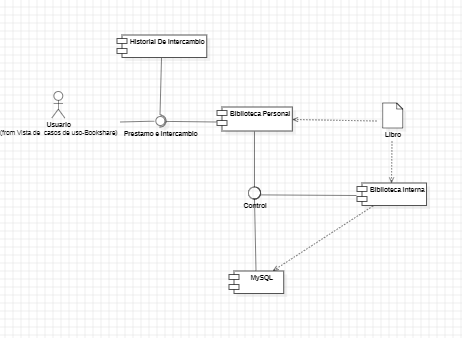 Historial De Intercambio
Biblioteca Personal
Usuario
(from Vista de casos de uso-Bookshare)
Prestamo e Intercambio
Libro
Biblioteca Interna
Control
MySQL